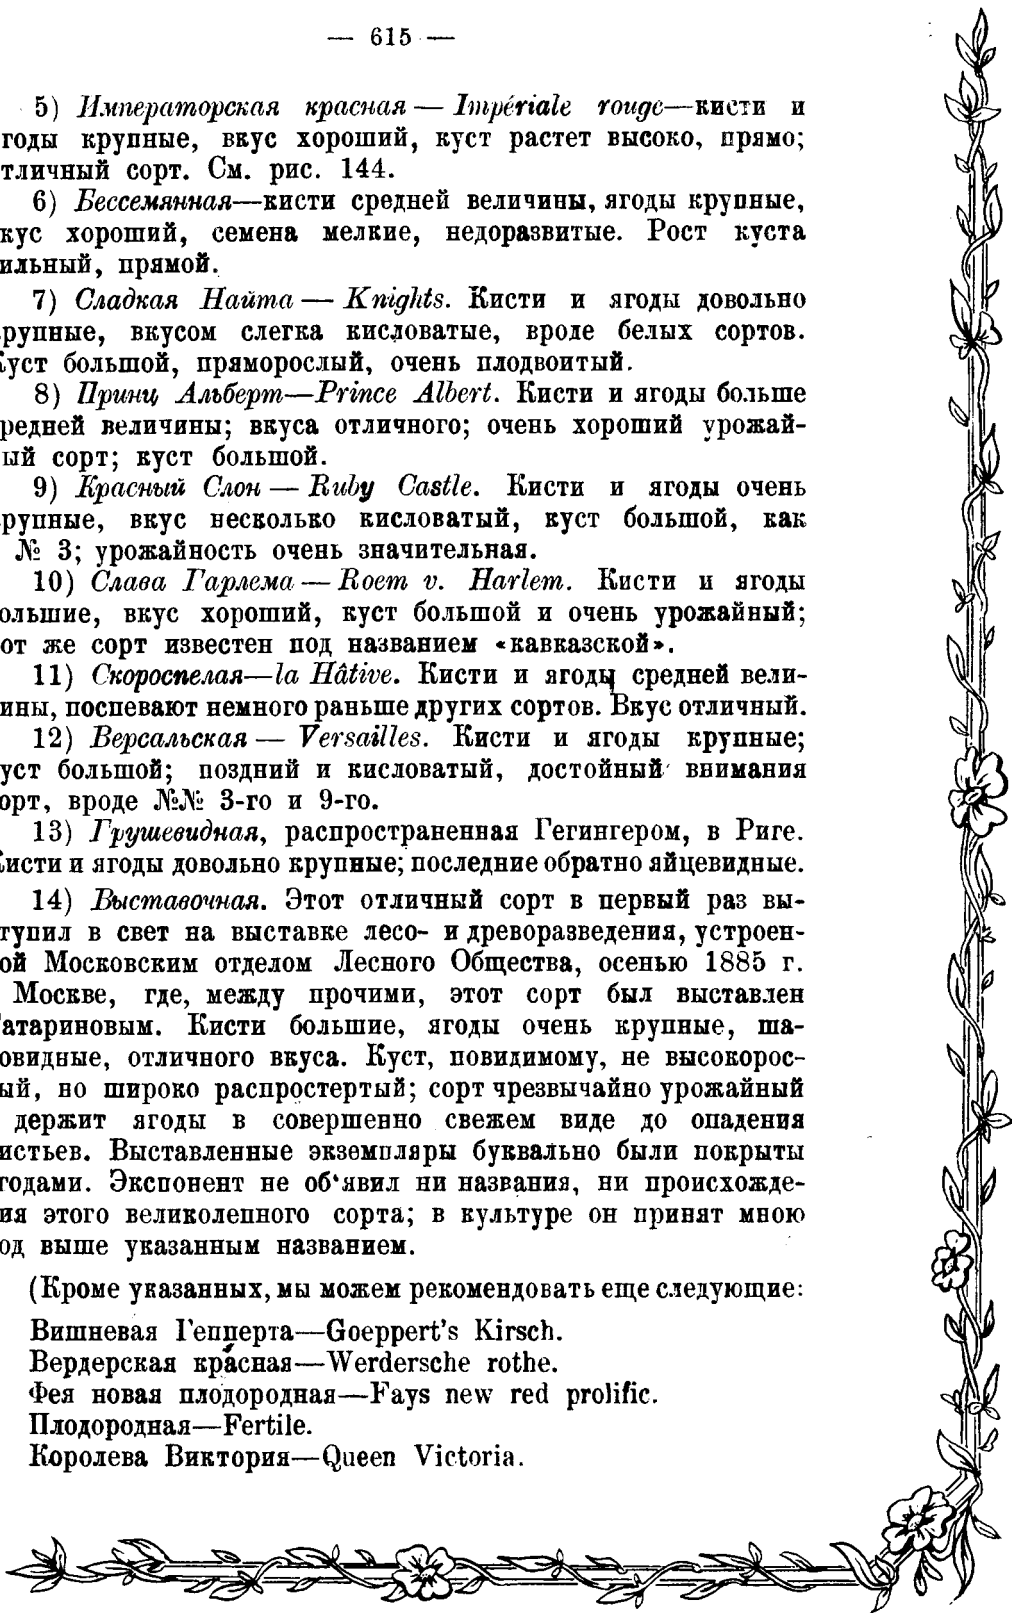 — 615 —
5) Императорская красная — Impériale rouge—кисти и
годы крупные, вкус хороший, куст растет высоко, прямо;
тличный сорт. См. рис. 144.
6) Бессемянная—кисти средней величины, ягоды крупные,
кус хороший, семена мелкие, недоразвитые. Рост куста
ильный, прямой.
7) Сладкая Найта — Knights. Кисти и ягоды довольно
рупные, вкусом слегка кисловатые, вроде белых сортов.
уст большой, пряморослый, очень плодвоитый.
8) Принц Альберт—Prince Albert. Кисти и ягоды больше
редней величины; вкуса отличного; очень хороший урожай-
ый сорт; куст большой.
9) Красный Слон — Ruby Castle. Кисти и ягоды очень
рупные, вкус несколько кисловатый, куст большой, как
№ 3; урожайность очень значительная.
10) Слава Гарлема — Roem v. Harlem. Кисти и ягоды
ольшие, вкус хороший, куст большой и очень урожайный;
от же сорт известен под названием «кавказской».
11) Скороспелая—la Hâtive. Кисти и ягоды средней вели-
ины, поспевают немного раньше других сортов. Вкус отличный.
12) Версальская — Versailles. Кисти и ягоды крупные;
уст большой; поздний и кисловатый, достойный внимания
орт, вроде №№ 3-го и 9-го.
13) Грушевидная, распространенная Гегингером, в Риге.
исти и ягоды довольно крупные; последние обратно яйцевидные.
14) Выставочная. Этот отличный сорт в первый раз вы-
тупил в свет на выставке лесо- и древоразведения, устроен-
ой Московским отделом Лесного Общества, осенью 1885 г.
Москве, где, между прочими, этот сорт был выставлен
атариновым. Кисти большие, ягоды очень крупные, ша-
овидные, отличного вкуса. Куст, повидимому, не высокорос-
ый, но широко распростертый; сорт чрезвычайно урожайный
держит ягоды в совершенно свежем виде до опадения
истьев. Выставленные экземпляры буквально были покрыты
годами. Экспонент не об‘явил ни названия, ни происхожде-
ия этого великолепного сорта; в культуре он принят мною
од выше указанным названием.
(Кроме указанных, мы можем рекомендовать еще следующие:
Вишневая Гепперта—Goeppert's Kirsch.
Вердерская красная—Werdersche rothe.
Фея новая плодородная—Fays new red prolific.
Плодородная—Fertile.
Королева Виктория—Queen Victoria.